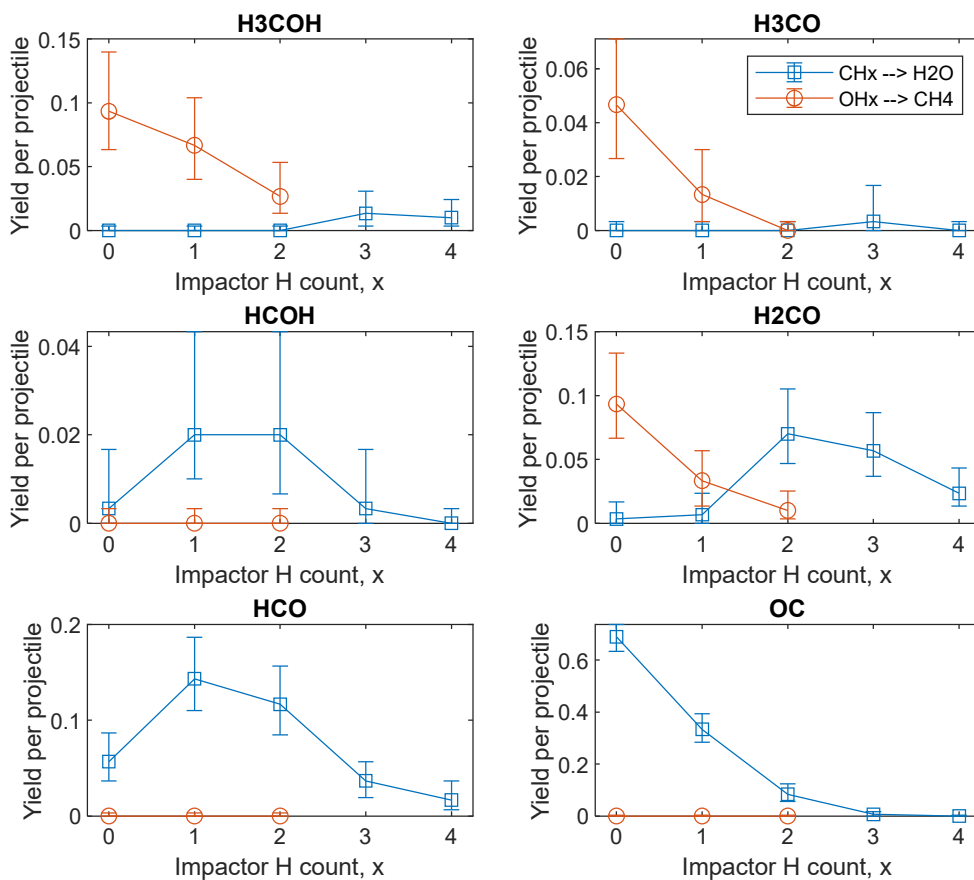 H3COH
Yield per projectile
0.15
0.1
0.05
0
0 1 2 3 4
Impactor H count, x
H3CO
Yield per projectile
0.06
0.04
0.02
0
CHx --> H2O
OHx --> CH4
0 1 2 3 4
Impactor H count, x
HCOH
Yield per projectile
0.04
0.02
0
0 1 2 3 4
Impactor H count, x
H2CO
Yield per projectile
0.15
0.1
0.05
0
0 1 2 3 4
Impactor H count, x
HCO
Yield per projectile
0.2
0.1
0
0 1 2 3 4
Impactor H count, x
OC
Yield per projectile
0.6
0.4
0.2
0
0 1 2 3 4
Impactor H count, x